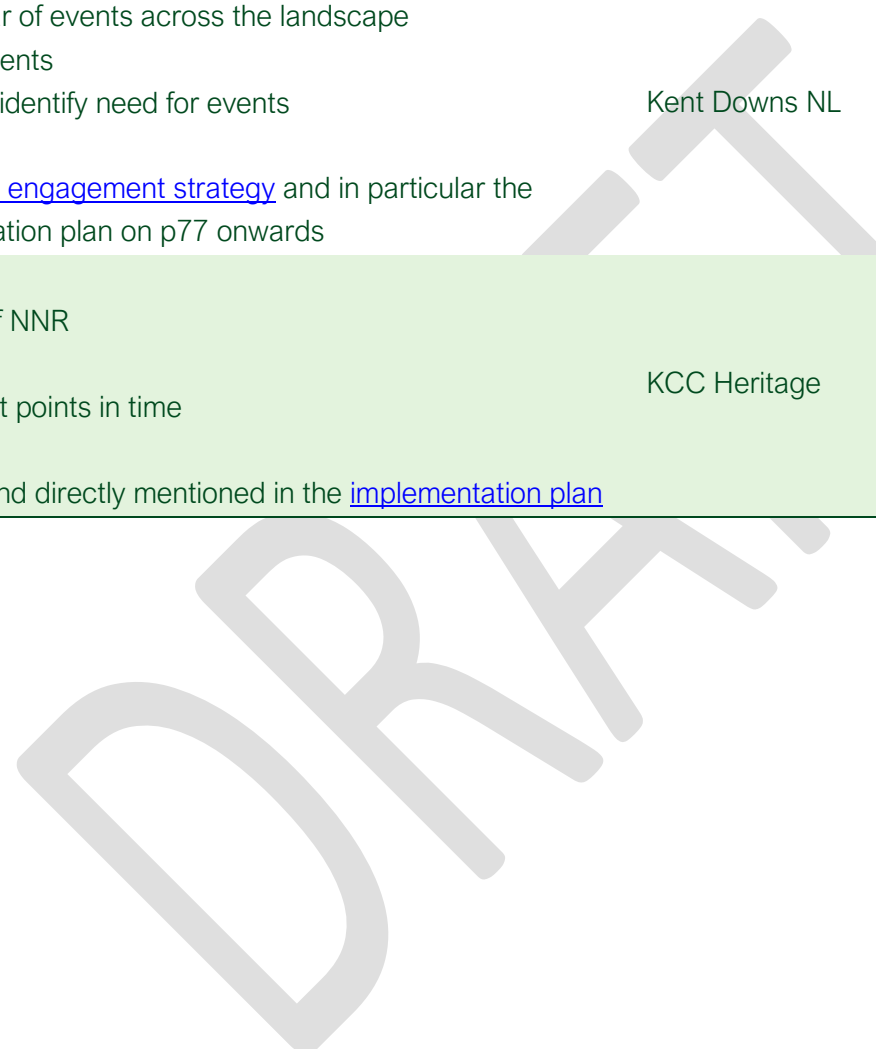 r of events across the landscape
ents
identify need for events
Kent Downs NL
engagement strategy and in particular the
ation plan on p77 onwards
f NNR
KCC Heritage
t points in time
nd directly mentioned in the implementation plan
DRAFT